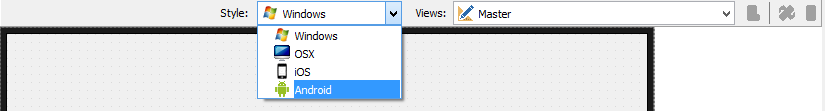 Style: Windows Views: Master
Windows
OSX
iOS
Android